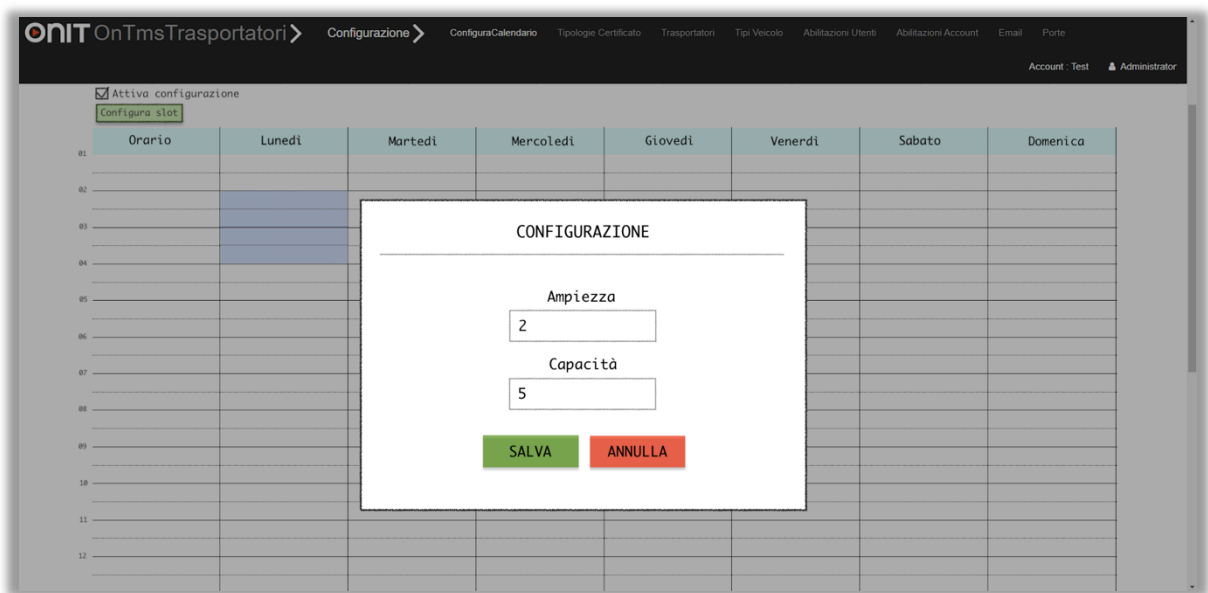 ONIT OnTmsTrasportatori Configurazione ConfiguraCalendario Tipologie Certificato Trasportatori Tipi Veicolo Abilitazioni Utenti Abilitazioni Account Email Porte
Account : Test Administrator
Attiva configurazione
Configura slot
Orario Lunedì Martedì Mercoledì Giovedì Venerdì Sabato Domenica
01
02
03
04
05
06
07
08
09
10
11
12
CONFIGURAZIONE
Ampiezza
2
Capacità
5
SALVA ANNULLA